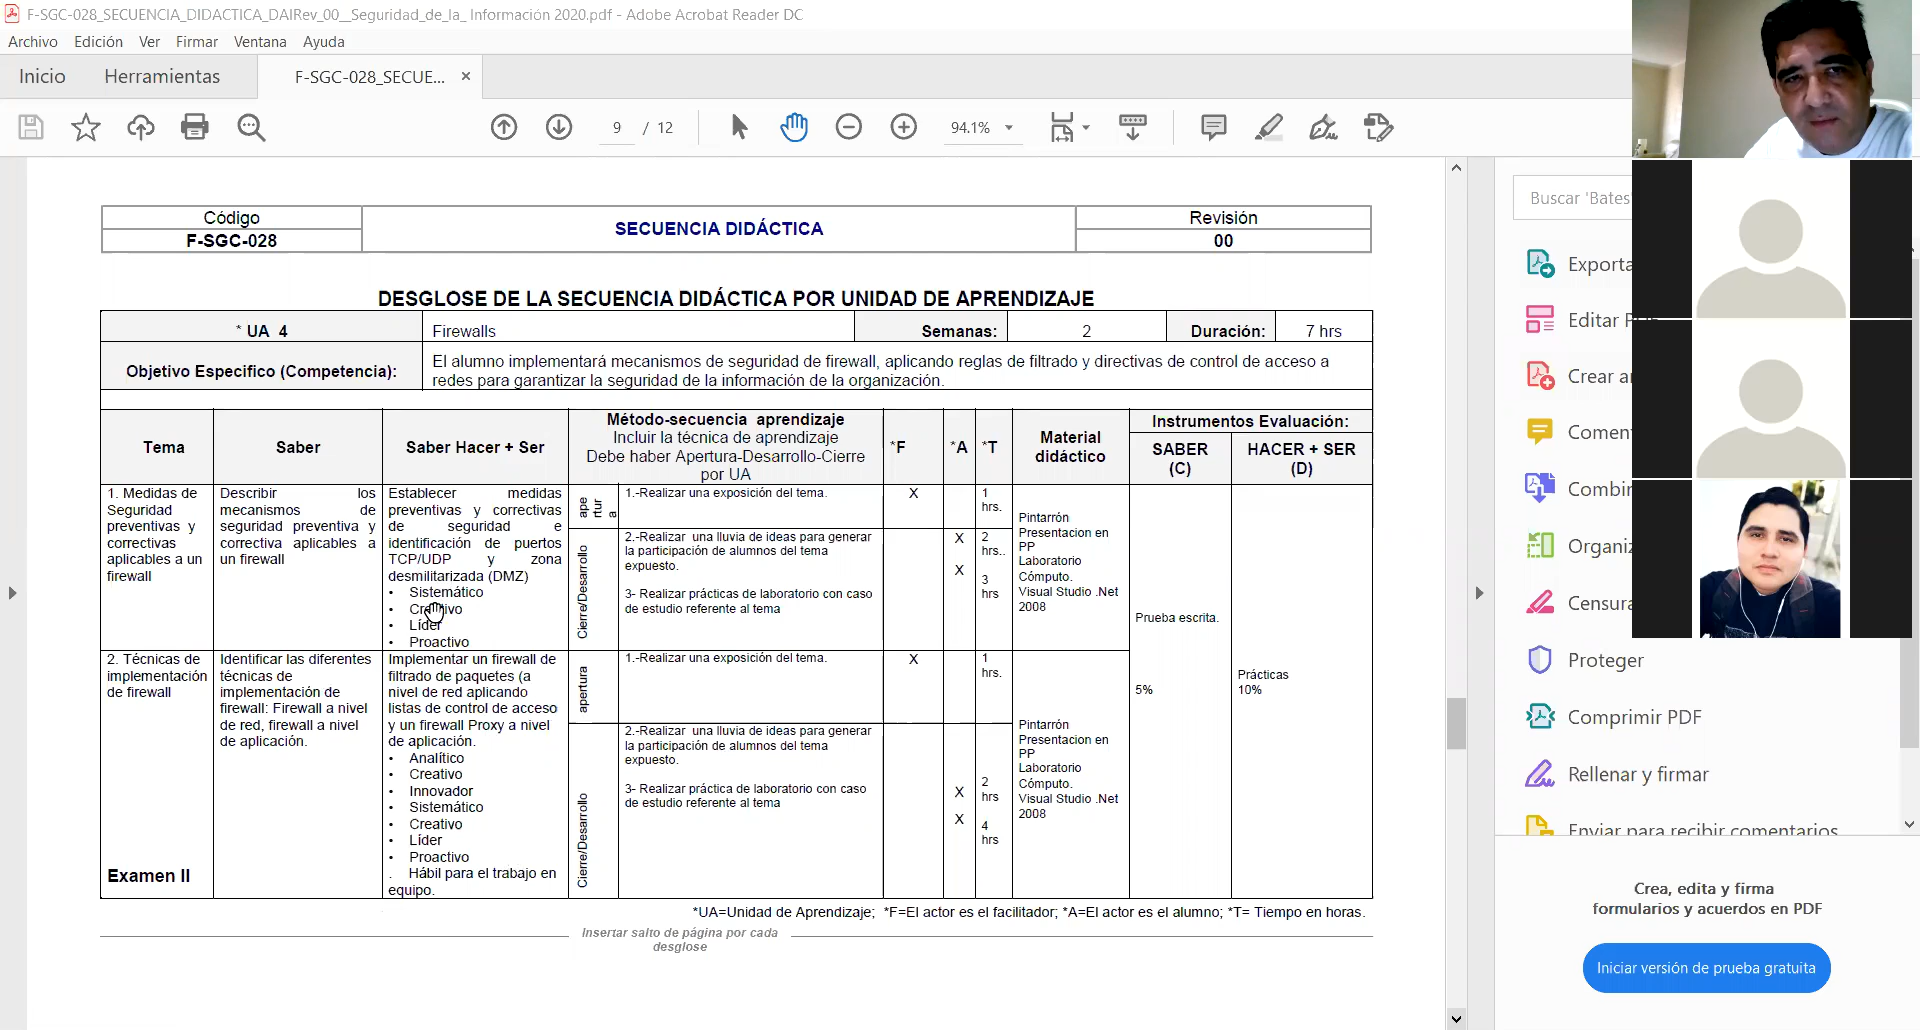 F-SGC-028_SECUENCIA_DIDACTICA_DAIRev_00__Seguridad_de_la_ Información 2020.pdf - Adobe Acrobat Reader DC
Archivo Edición Ver Firmar Ventana Ayuda
Inicio Herramientas F-SGC-028_SECUE... ×
9 / 12 94.1%
Buscar 'Bates'
Código
F-SGC-028
SECUENCIA DIDÁCTICA
Revisión
00
DESGLOSE DE LA SECUENCIA DIDÁCTICA POR UNIDAD DE APRENDIZAJE
* UA 4 Firewalls Semanas: 2 Duración: 7 hrs
Objetivo Especifico (Competencia):
El alumno implementará mecanismos de seguridad de firewall, aplicando reglas de filtrado y directivas de control de acceso a
redes para garantizar la seguridad de la información de la organización.
Tema
Saber
Saber Hacer + Ser
Método-secuencia aprendizaje
Incluir la técnica de aprendizaje
Debe haber Apertura-Desarrollo-Cierre
por UA
*F
*A
*T
Material
didáctico
Instrumentos Evaluación:
SABER
(C)
HACER + SER
(D)
1. Medidas de
Seguridad
preventivas y
correctivas
aplicables a un
firewall
Describir los
mecanismos de
seguridad preventiva y
correctiva aplicables a
un firewall
Establecer medidas
preventivas y correctivas
de seguridad e
identificación de puertos
TCP/UDP y zona
desmilitarizada (DMZ)
• Sistemático
• Creativo
• Líder
• Proactivo
ape
rtur
a
1.-Realizar una exposición del tema.
X
1
hrs.
Cierre/Desarrollo
2.-Realizar una lluvia de ideas para generar
la participación de alumnos del tema
expuesto.
3- Realizar prácticas de laboratorio con caso
de estudio referente al tema
X
X
2
hrs..
3
hrs
Pintarrón
Presentacion en
PP
Laboratorio
Cómputo.
Visual Studio .Net
2008
Prueba escrita.
5%
Prácticas
10%
2. Técnicas de
implementación
de firewall
Examen II
Identificar las diferentes
técnicas de
implementación de
firewall: Firewall a nivel
de red, firewall a nivel
de aplicación.
Implementar un firewall de
filtrado de paquetes (a
nivel de red aplicando
listas de control de acceso
y un firewall Proxy a nivel
de aplicación.
• Analítico
• Creativo
• Innovador
• Sistemático
• Creativo
• Líder
• Proactivo
. Hábil para el trabajo en
equipo.
apertura
1.-Realizar una exposición del tema.
X
1
hrs.
Cierre/Desarrollo
2.-Realizar una lluvia de ideas para generar
la participación de alumnos del tema
expuesto.
3- Realizar práctica de laboratorio con caso
de estudio referente al tema
X
X
2
hrs
4
hrs
Pintarrón
Presentacion en
PP
Laboratorio
Cómputo.
Visual Studio .Net
2008
*UA=Unidad de Aprendizaje; *F=El actor es el facilitador; *A=El actor es el alumno; *T= Tiempo en horas.
Insertar salto de página por cada
desglose
Exporta
Editar
Crear
Comen
Combin
Organiz
Censura
Proteger
Comprimir PDF
Rellenar y firmar
Enviar para recibir comentarios
Crea, edita y firma
formularios y acuerdos en PDF
Iniciar versión de prueba gratuita